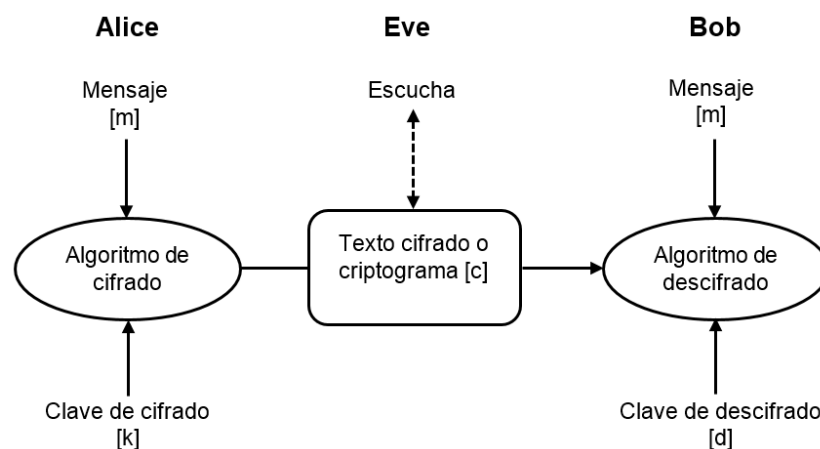 Alice
Eve
Bob
Mensaje
[m]
Escucha
Mensaje
[m]
Algoritmo de
cifrado
Texto cifrado o
criptograma [c]
Algoritmo de
descifrado
Clave de cifrado
[k]
Clave de descifrado
[d]